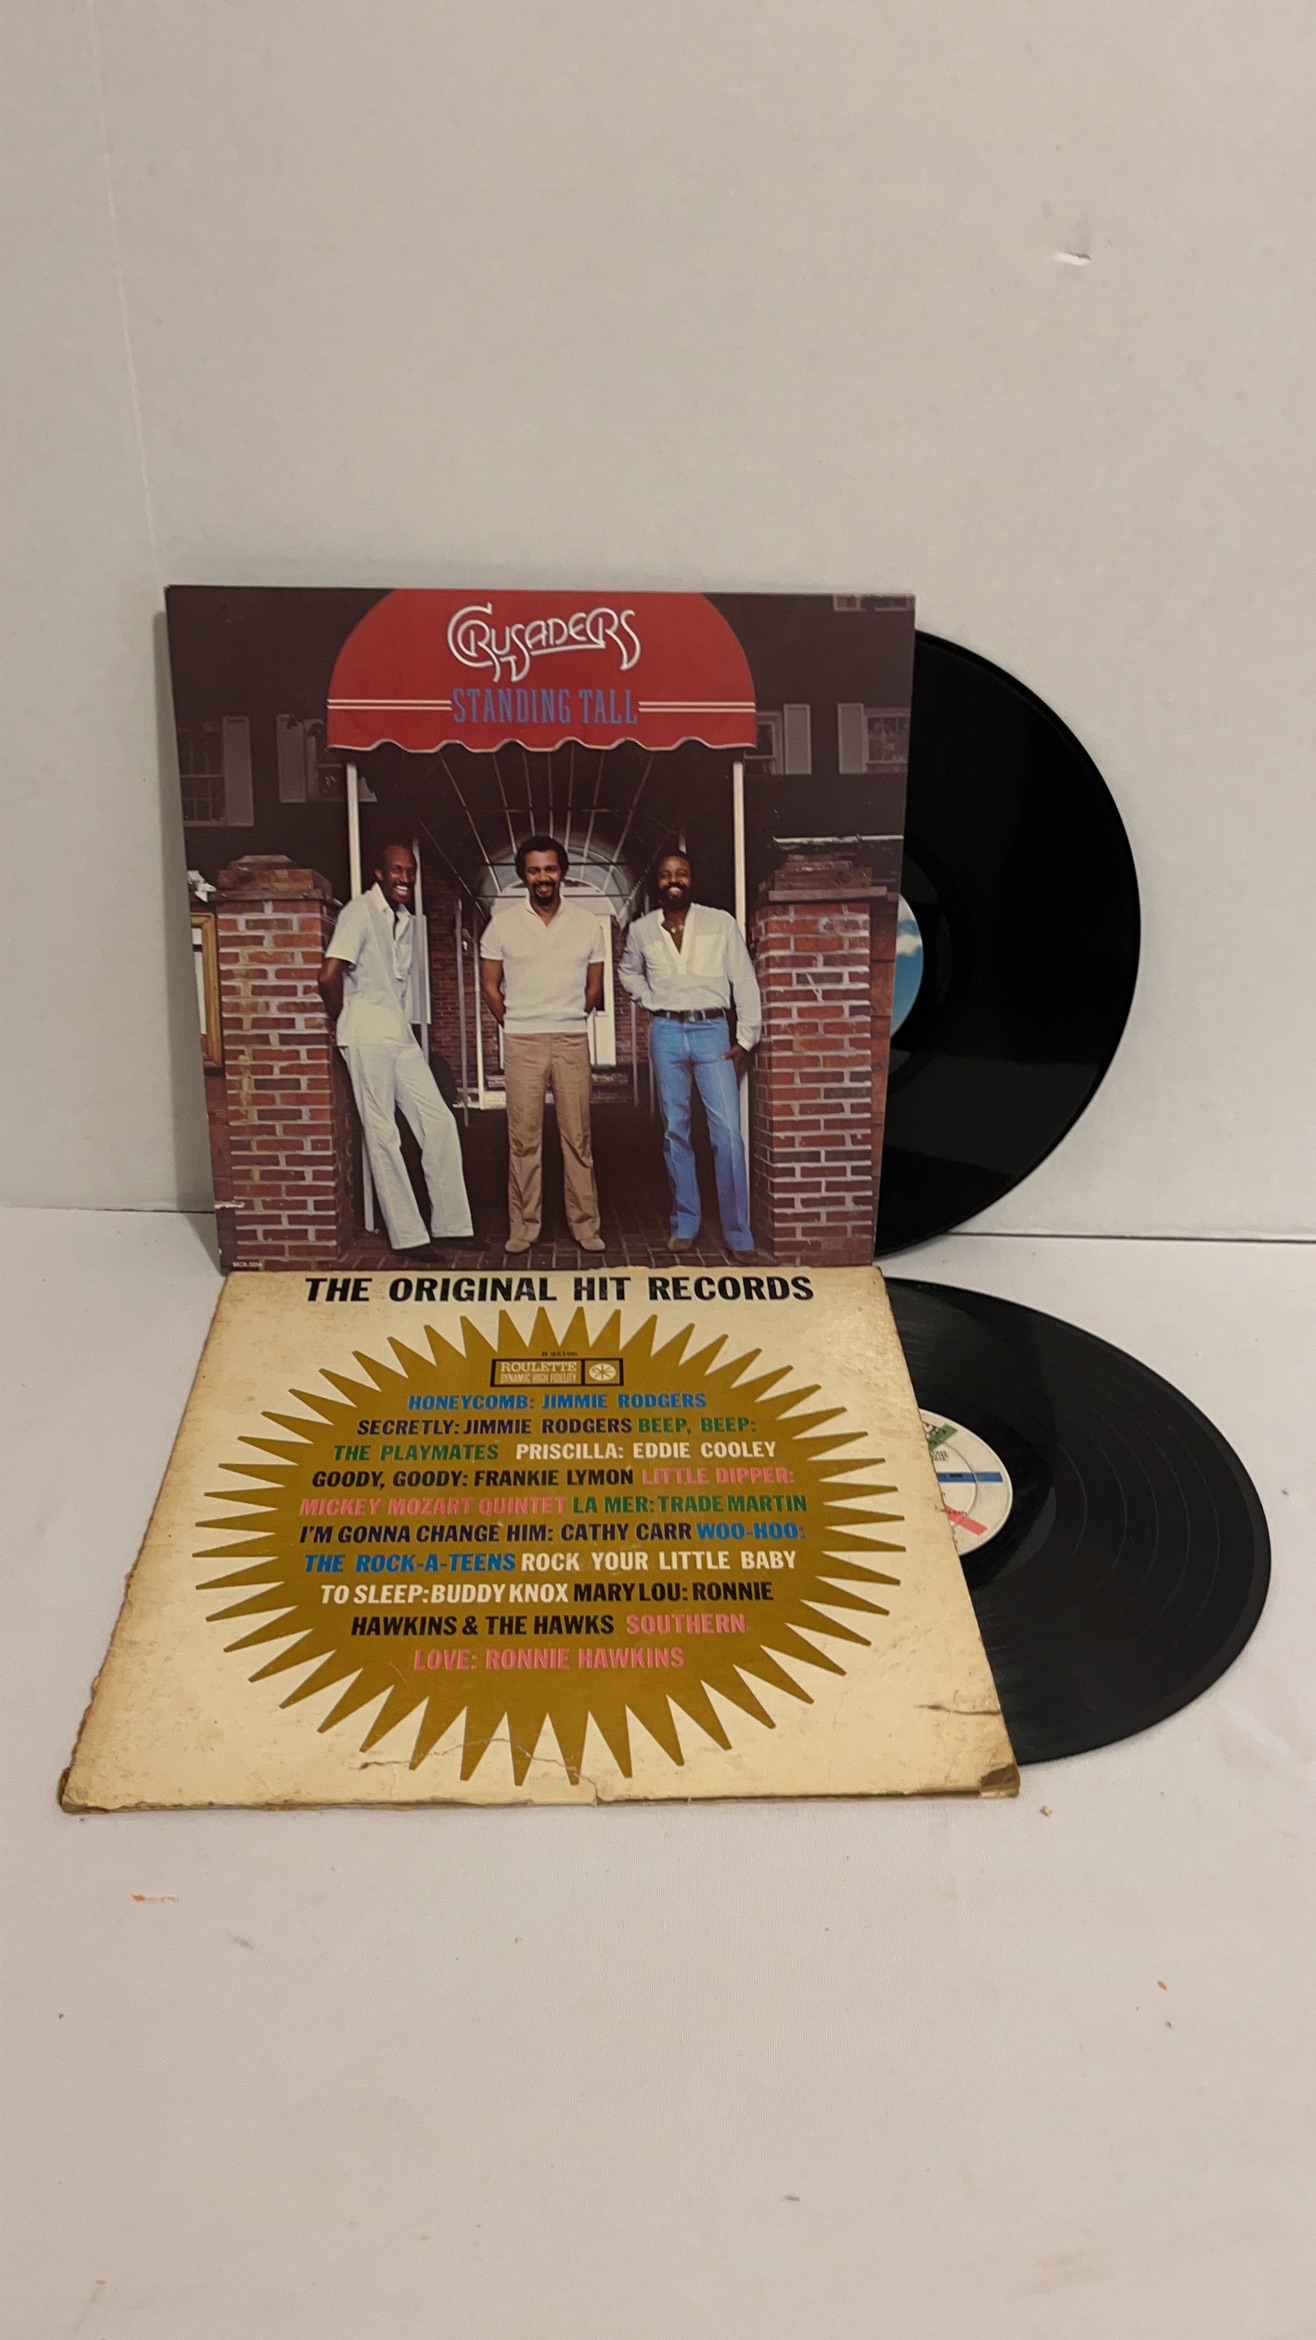 CRUSADERS
STANDING TALL
THE ORIGINAL HIT RECORDS
ROULETTE
DYNAMIC HIGH FIDELITY
HONEYCOMB: JIMMIE RODGERS
SECRETLY: JIMMIE RODGERS BEEP, BEEP:
THE PLAYMATES PRISCILLA: EDDIE COOLEY
GOODY, GOODY: FRANKIE LYMON LITTLE DIPPER:
MICKEY MOZART QUINTET LA MER: TRADE MARTIN
I'M GONNA CHANGE HIM: CATHY CARR WOO-HOO:
THE ROCK-A-TEENS ROCK YOUR LITTLE BABY
TO SLEEP: BUDDY KNOX MARY LOU: RONNIE
HAWKINS & THE HAWKS SOUTHERN
LOVE: RONNIE HAWKINS